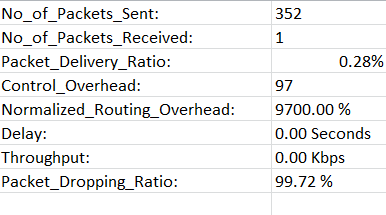 No_of_Packets_Sent: 352
No_of_Packets_Received: 1
Packet_Delivery_Ratio: 0.28%
Control_Overhead: 97
Normalized_Routing_Overhead: 9700.00 %
Delay: 0.00 Seconds
Throughput: 0.00 Kbps
Packet_Dropping_Ratio: 99.72 %